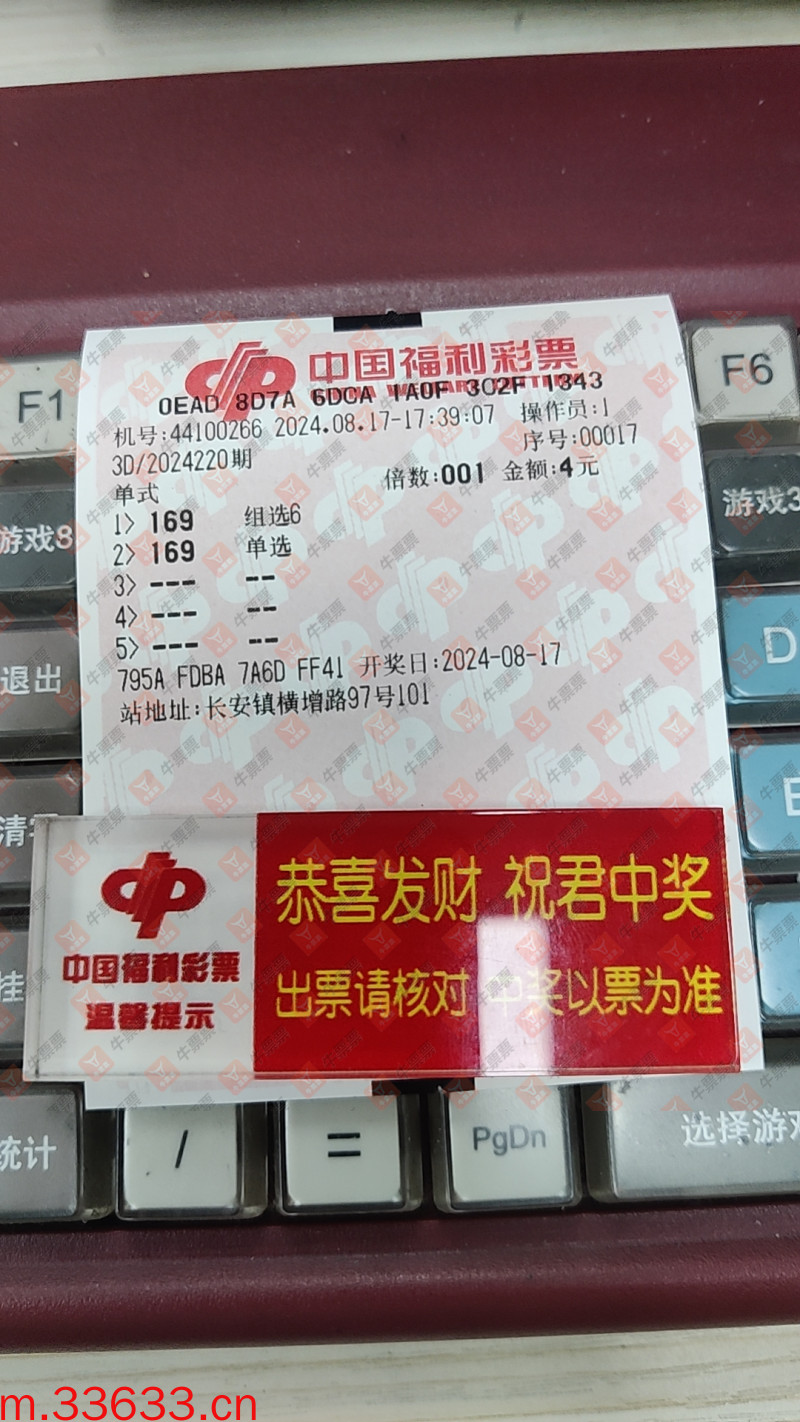 中国福利彩票
0EAD 8D7A 6DCA 1A0F 3C2F 1343
机号:44100266 2024.08.17-17:39:07 操作员:1
序号:00017
3D/2024220期
倍数:001 金额:4元
单式
1> 169 组选6
2> 169 单选
3> --- --
4> --- --
5> --- --
795A FDBA 7A6D FF41 开奖日:2024-08-17
站地址:长安镇横增路97号101
中国福利彩票
温馨提示
恭喜发财 祝君中奖
出票请核对 中奖以票为准
F1
F6
游戏8
游戏3
退出
D
清
E
挂
统计
/
=
PgDn
选择游戏
牛票票
m.33633.cn